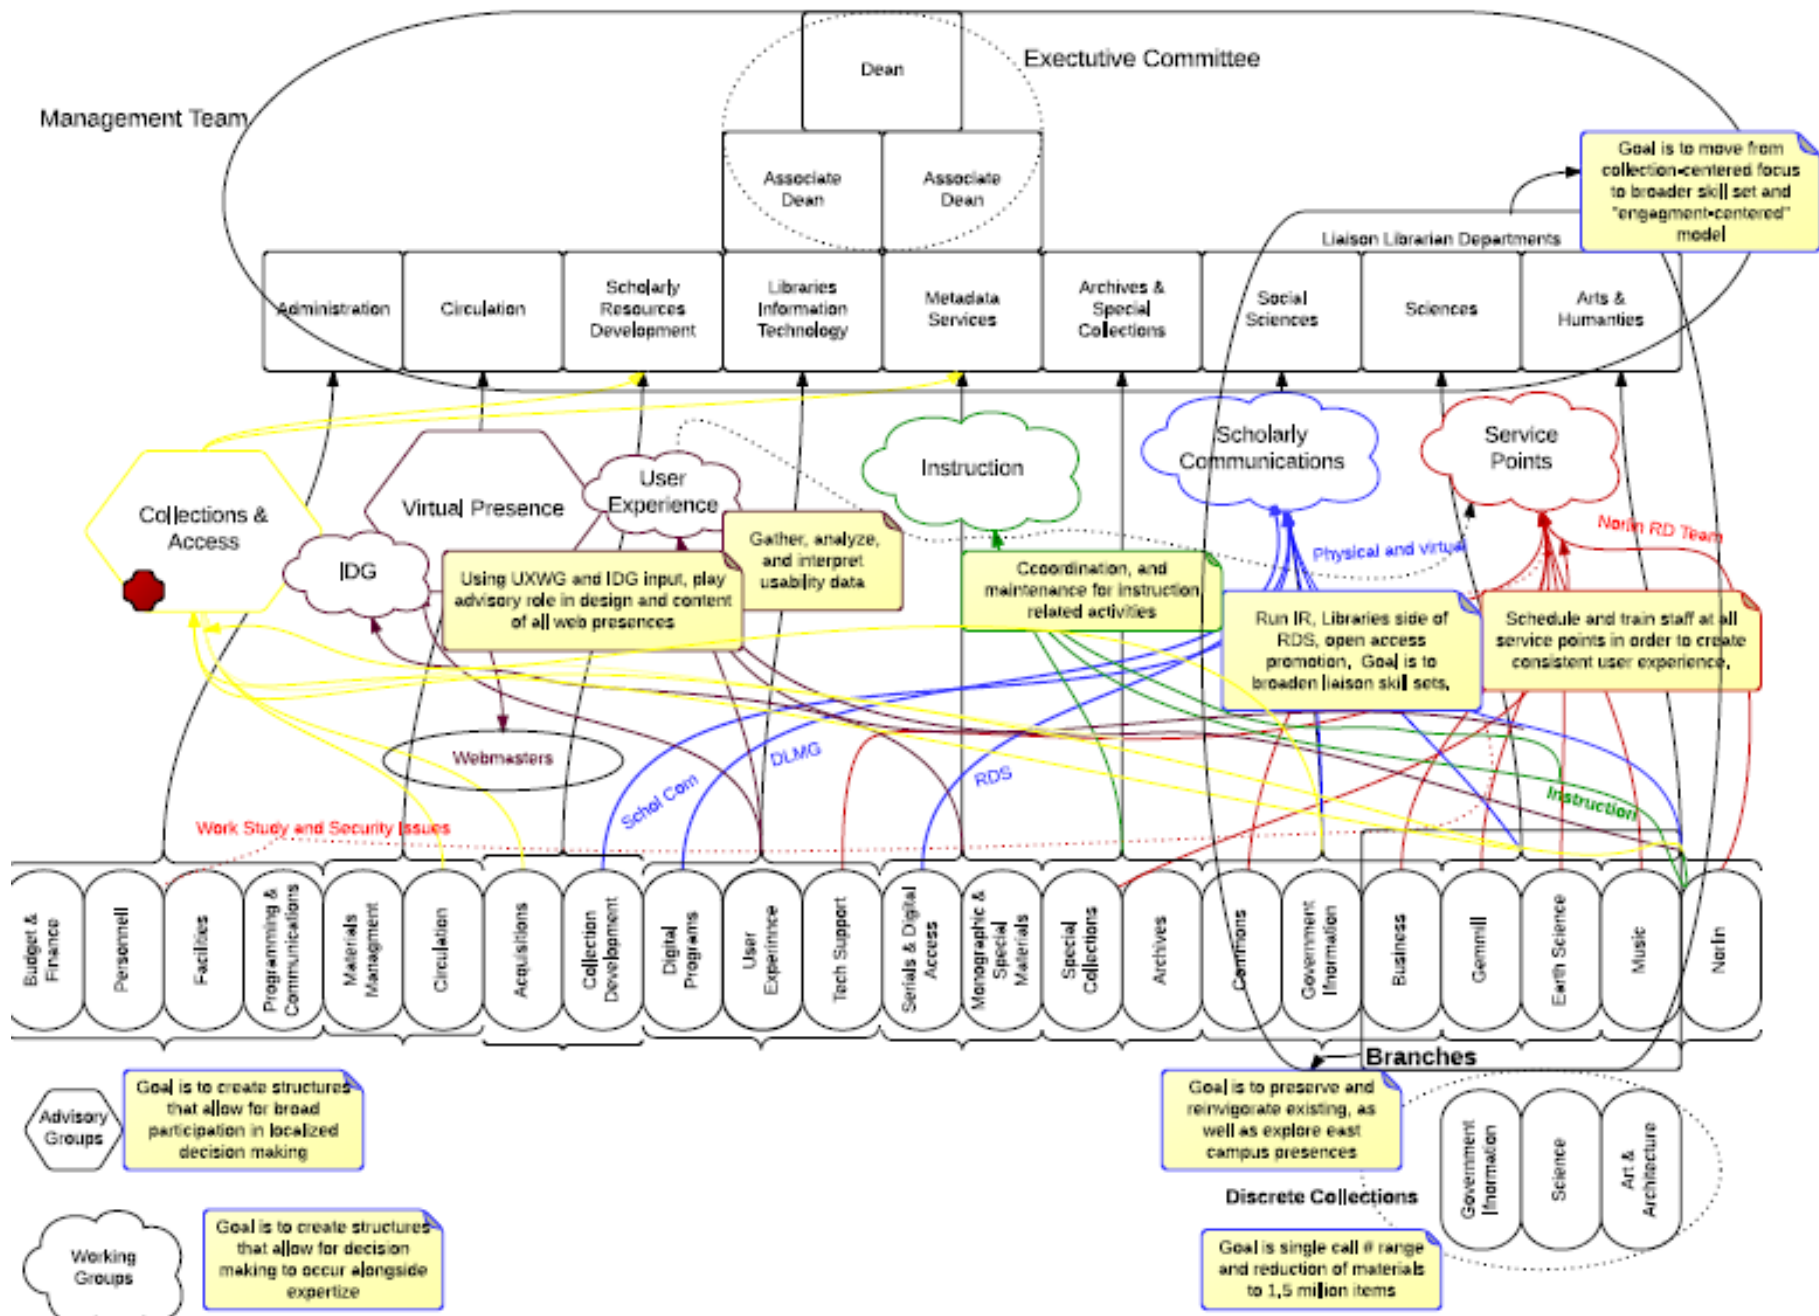 Dean
Exectutive Committee
Management Team
Associate
Dean
Associate
Dean
Goal is to move from
collection-centered focus
to broader skill set and
"engagment-centered"
model
Liaison Librarian Departments
Administration
Circulation
Scholarly
Resources
Development
Libraries
Information
Technology
Metadata
Services
Archives &
Special
Collections
Social
Sciences
Sciences
Arts &
Humanties
Collections &
Access
Virtual Presence
User
Experience
Instruction
Scholarly
Communications
Service
Points
IDG
Gather, analyze,
and interpret
usability data
Using UXWG and IDG input, play
advisory role in design and content
of all web presences
Ccoordination, and
maintenance for instruction
related activities
Physical and virtual
Norlin RD Team
Run IR, Libraries side of
RDS, open access
promotion. Goal is to
broaden liaison skill sets.
Schedule and train staff at all
service points in order to create
consistent user experience.
Webmasters
Schol Com
DLMG
RDS
Instruction
Work Study and Security Issues
Budget &
Finance
Personnell
Facilities
Programming &
Communications
Materials
Managment
Circulation
Acquisitions
Collection
Development
Digital
Programs
User
Experinnce
Tech Support
Serials & Digital
Access
Monographic &
Special
Materials
Special
Collections
Archives
Commons
Government
Ifnormation
Business
Gemmill
Earth Science
Music
Norlin
Branches
Advisory
Groups
Goal is to create structures
that allow for broad
participation in localized
decision making
Goal is to preserve and
reinvigorate existing, as
well as explore east
campus presences
Discrete Collections
Government
Ifnormation
Science
Art &
Architecture
Working
Groups
Goal is to create structures
that allow for decision
making to occur alongside
expertize
Goal is single call # range
and reduction of materials
to 1.5 million items